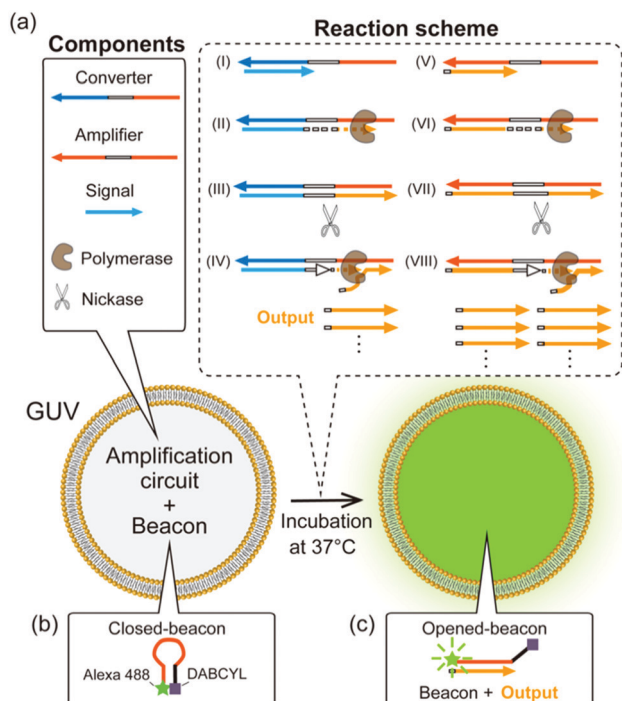 (a)
Components
Converter
Amplifier
Signal
Polymerase
Nickase
Reaction scheme
(I)
(V)
(II)
(VI)
(III)
(VII)
(IV)
(VIII)
Output
GUV
Amplification
circuit
+
Beacon
Incubation
at 37°C
(b)
Closed-beacon
Alexa 488
DABCYL
(c)
Opened-beacon
Beacon + Output